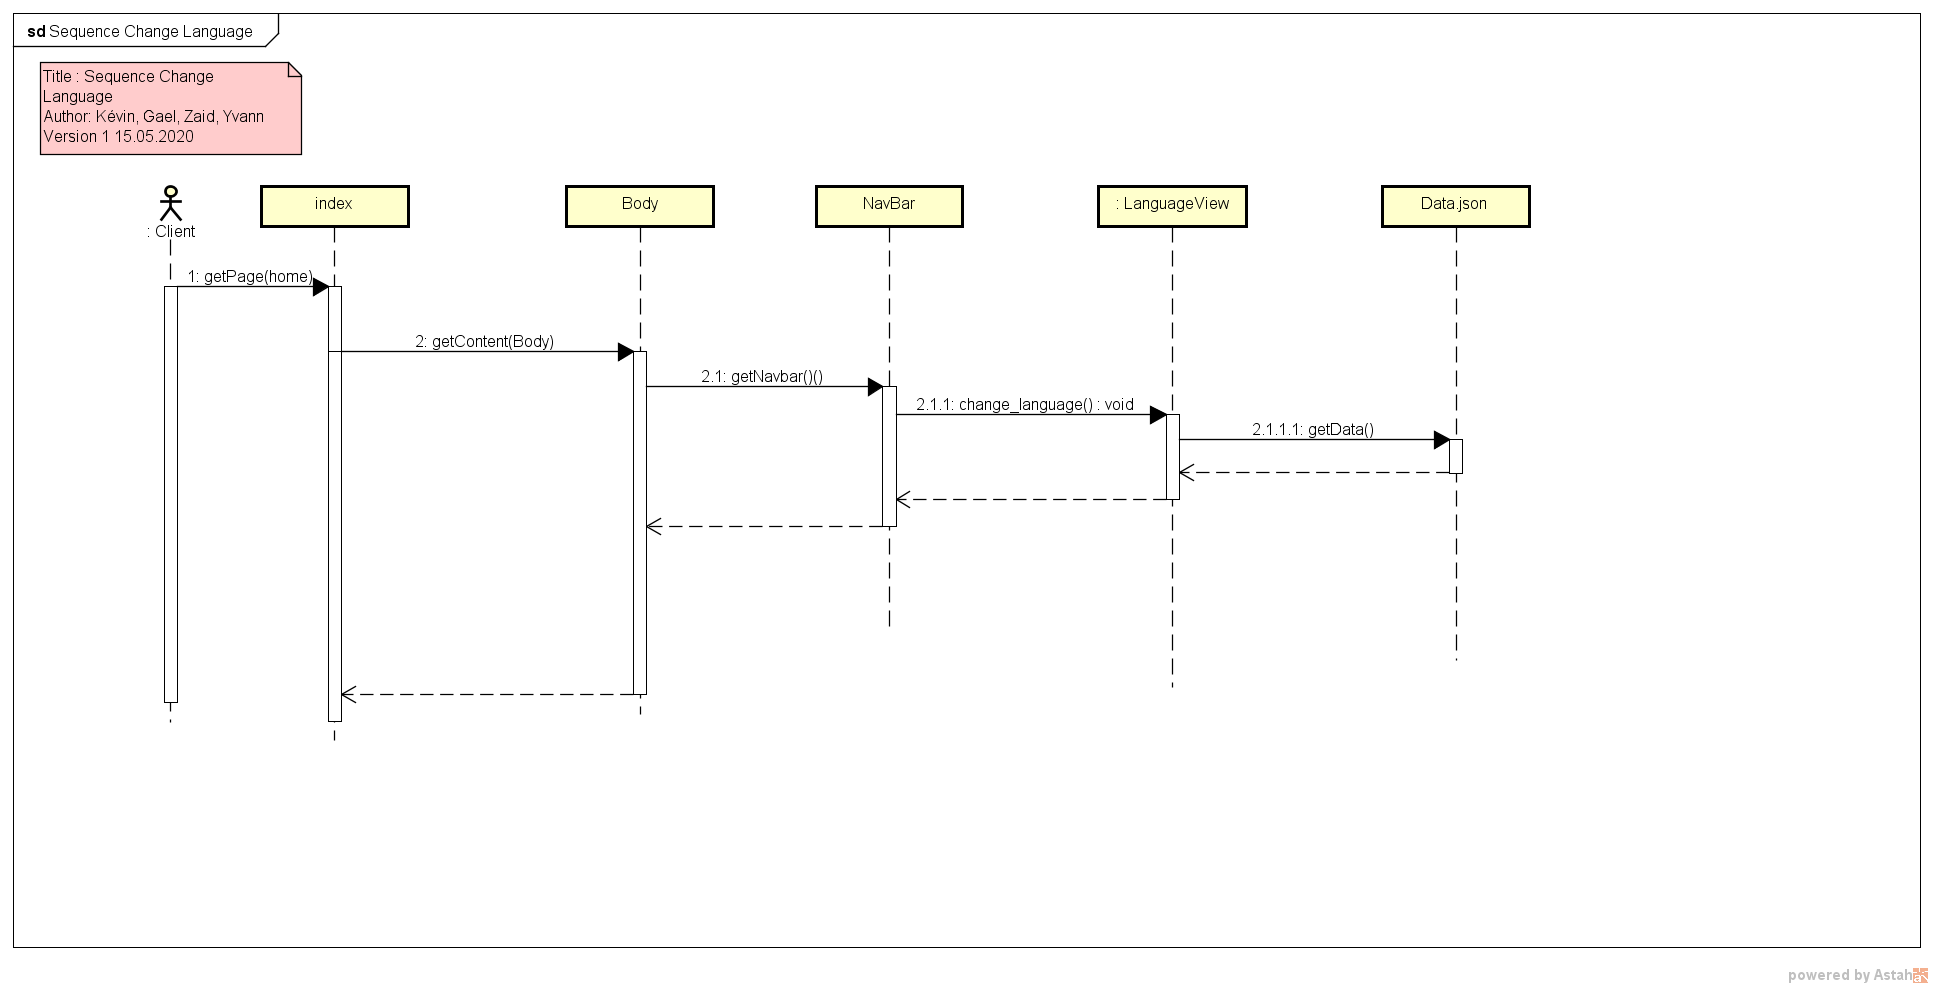 sd Sequence Change Language
Title : Sequence Change
Language
Author: Kévin, Gael, Zaid, Yvann
Version 1 15.05.2020
: Client
index
Body
NavBar
: LanguageView
Data.json
1: getPage(home)
2: getContent(Body)
2.1: getNavbar()()
2.1.1: change_language() : void
2.1.1.1: getData()
powered by Astah